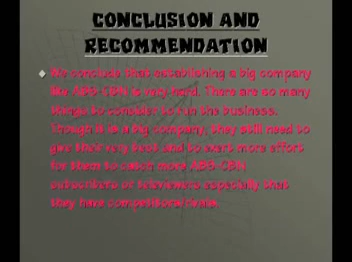 CONCLUSION AND
RECOMMENDATION
We conclude that establishing a big company
like ABS-CBN is very hard. There are so many
things to consider to run the business.
Though it is a big company, they still need to
give their very best and to exert more effort
for them to catch more ABS-CBN
subscribers or televiewers especially that
they have competitors/rivals.